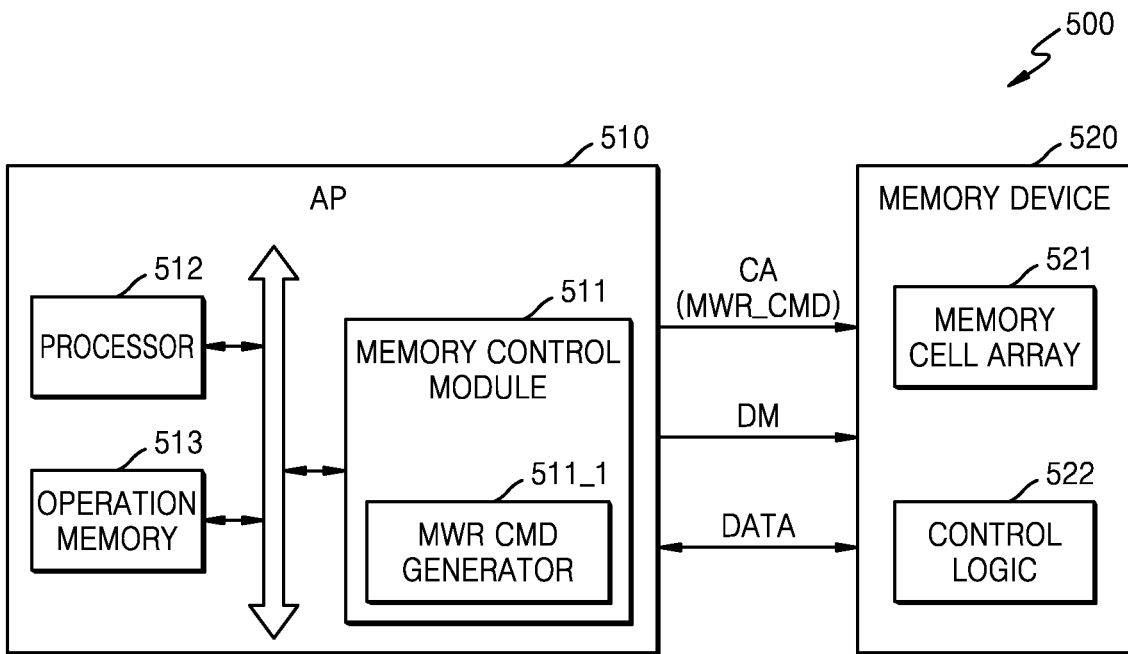 500
510
520
AP
MEMORY DEVICE
512
PROCESSOR
511
MEMORY CONTROL
MODULE
CA
(MWR_CMD)
521
MEMORY
CELL ARRAY
513
OPERATION
MEMORY
511_1
MWR CMD
GENERATOR
DM
DATA
522
CONTROL
LOGIC